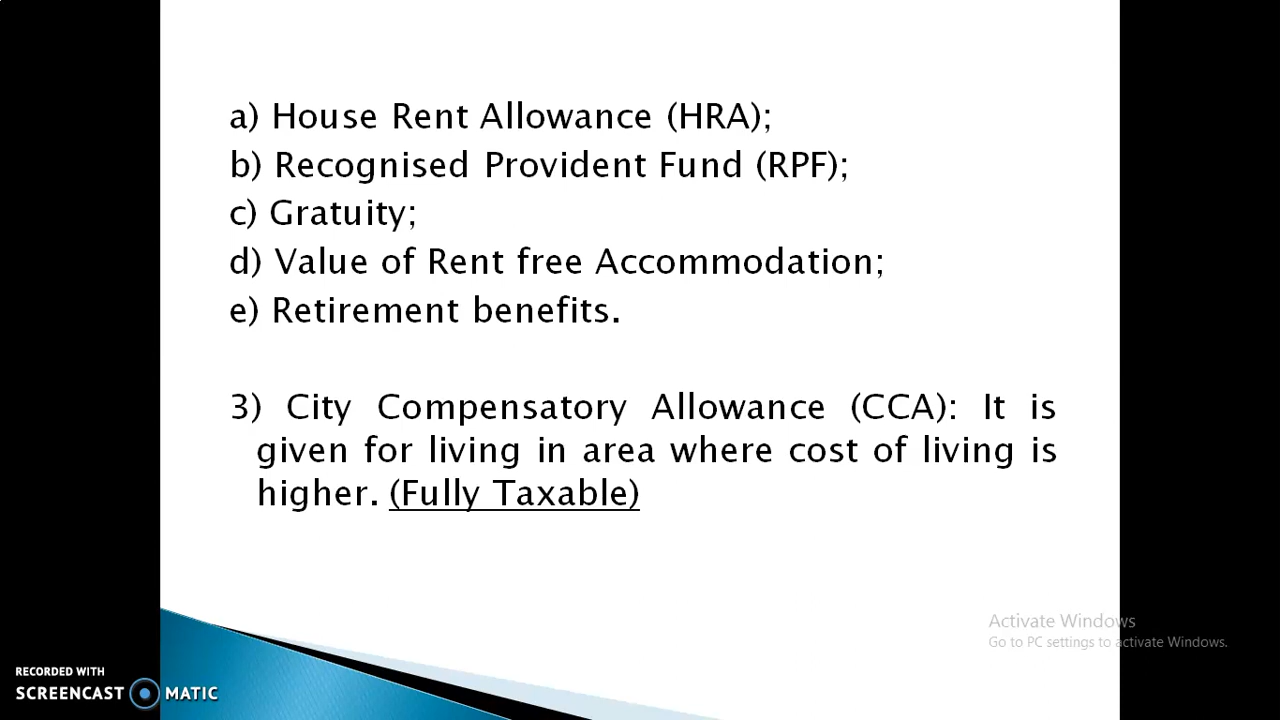 a) House Rent Allowance (HRA);
b) Recognised Provident Fund (RPF);
c) Gratuity;
d) Value of Rent free Accommodation;
e) Retirement benefits.
3) City Compensatory Allowance (CCA): It is
given for living in area where cost of living is
higher. (Fully Taxable)
Activate Windows
Go to PC settings to activate Windows.
RECORDED WITH
SCREENCAST MATIC